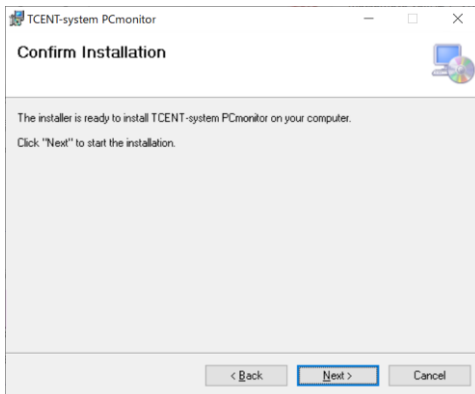 TCENT-system PCmonitor
Confirm Installation
The installer is ready to install TCENT-system PCmonitor on your computer.
Click "Next" to start the installation.
< Back
Next >
Cancel